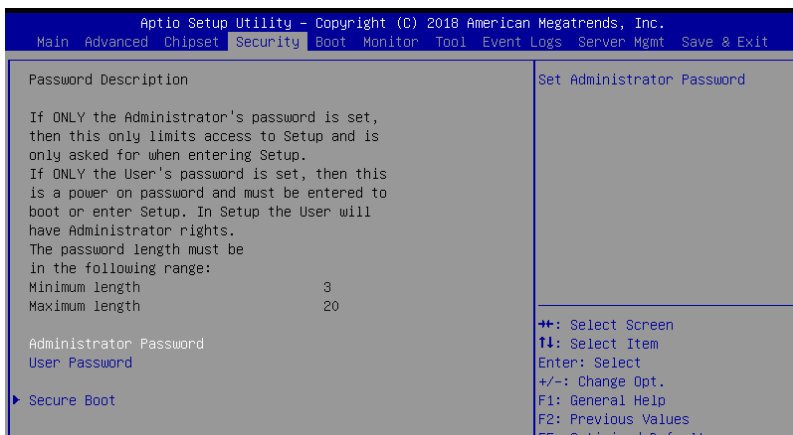 Aptio Setup Utility – Copyright (C) 2018 American Megatrends, Inc.
Main Advanced Chipset Security Boot Monitor Tool Event Logs Server Mgmt Save & Exit
Password Description
If ONLY the Administrator's password is set,
then this only limits access to Setup and is
only asked for when entering Setup.
If ONLY the User's password is set, then this
is a power on password and must be entered to
boot or enter Setup. In Setup the User will
have Administrator rights.
The password length must be
in the following range:
Minimum length 3
Maximum length 20
Administrator Password
User Password
Secure Boot
Set Administrator Password
→←: Select Screen
↑↓: Select Item
Enter: Select
+/-: Change Opt.
F1: General Help
F2: Previous Values